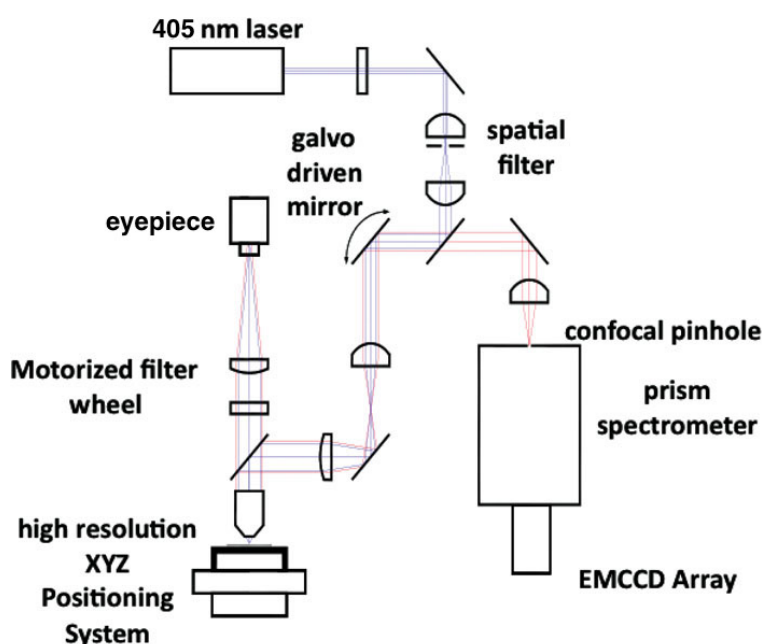 405 nm laser
spatial
filter
galvo
driven
mirror
eyepiece
confocal pinhole
Motorized filter
wheel
prism
spectrometer
high resolution
XYZ
Positioning
System
EMCCD Array